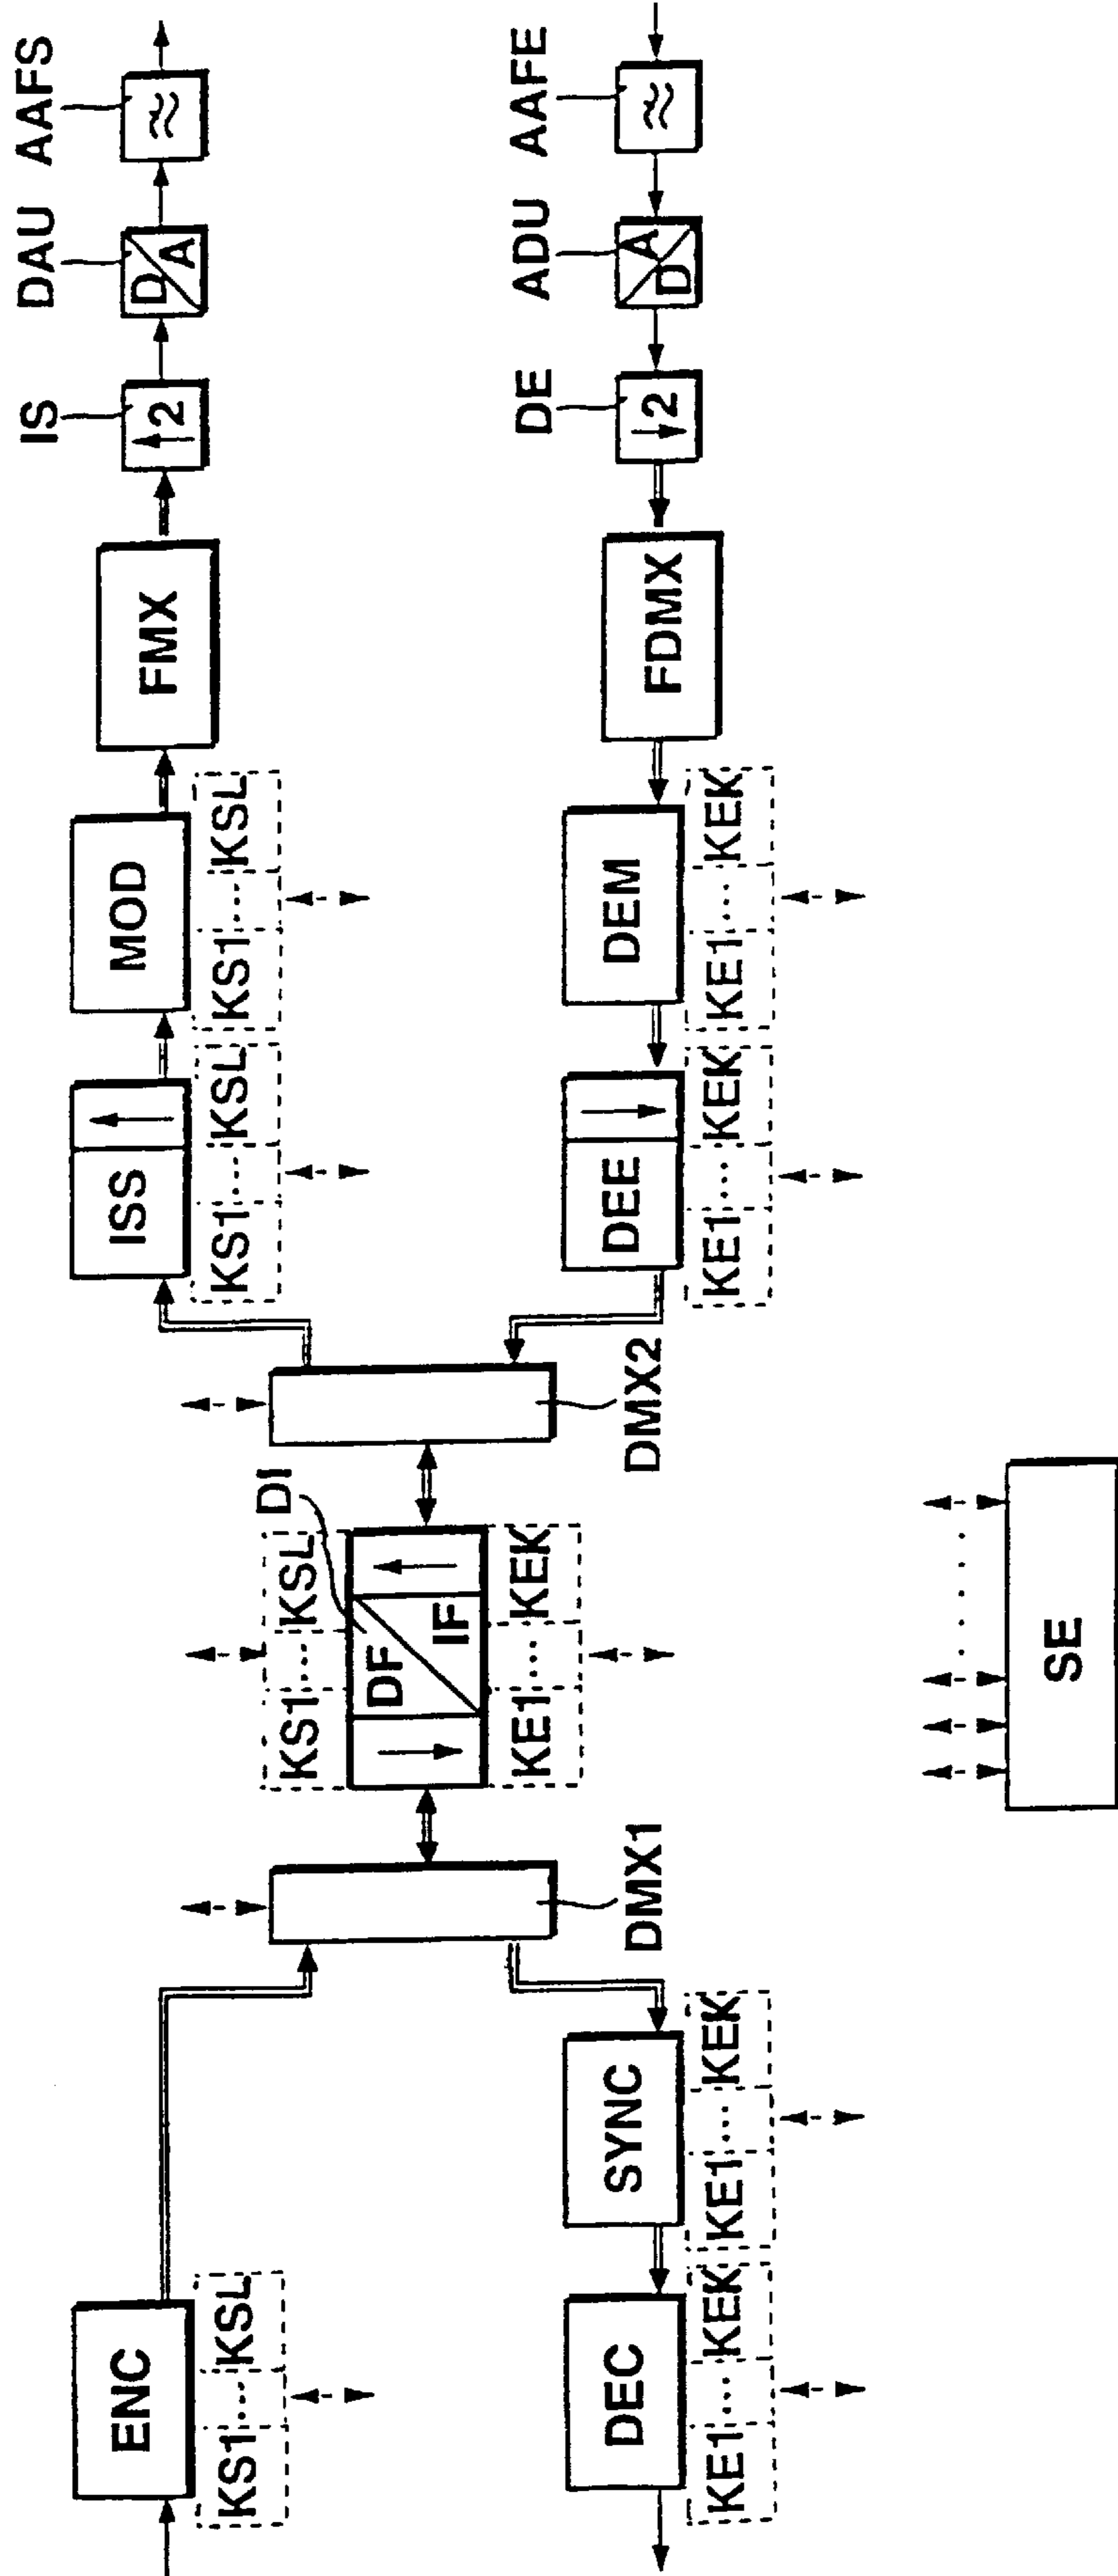 ENC
KS1 ... KSL
ISS
KS1 ... KSL
MOD
KS1 ... KSL
FMX
IS
2
DAU
D
A
AAFS
≈
DMX1
KS1 ... KSL
DI
DF
IF
KE1 ... KEK
DMX2
DEC
KE1 ... KEK
SYNC
KE1 ... KEK
DEE
KE1 ... KEK
DEM
KE1 ... KEK
FDMX
DE
2
ADU
A
D
AAFE
≈
SE